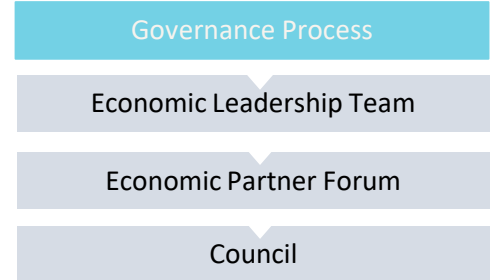 Governance Process
Economic Leadership Team
Economic Partner Forum
Council